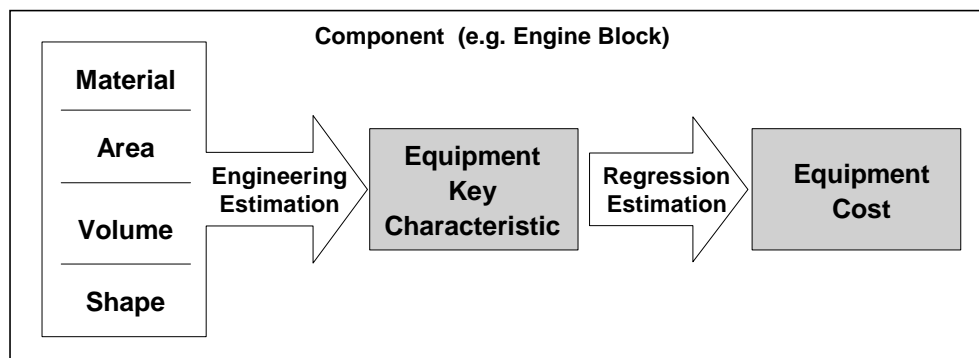 Component (e.g. Engine Block)
Material
Area
Volume
Shape
Engineering
Estimation
Equipment
Key
Characteristic
Regression
Estimation
Equipment
Cost